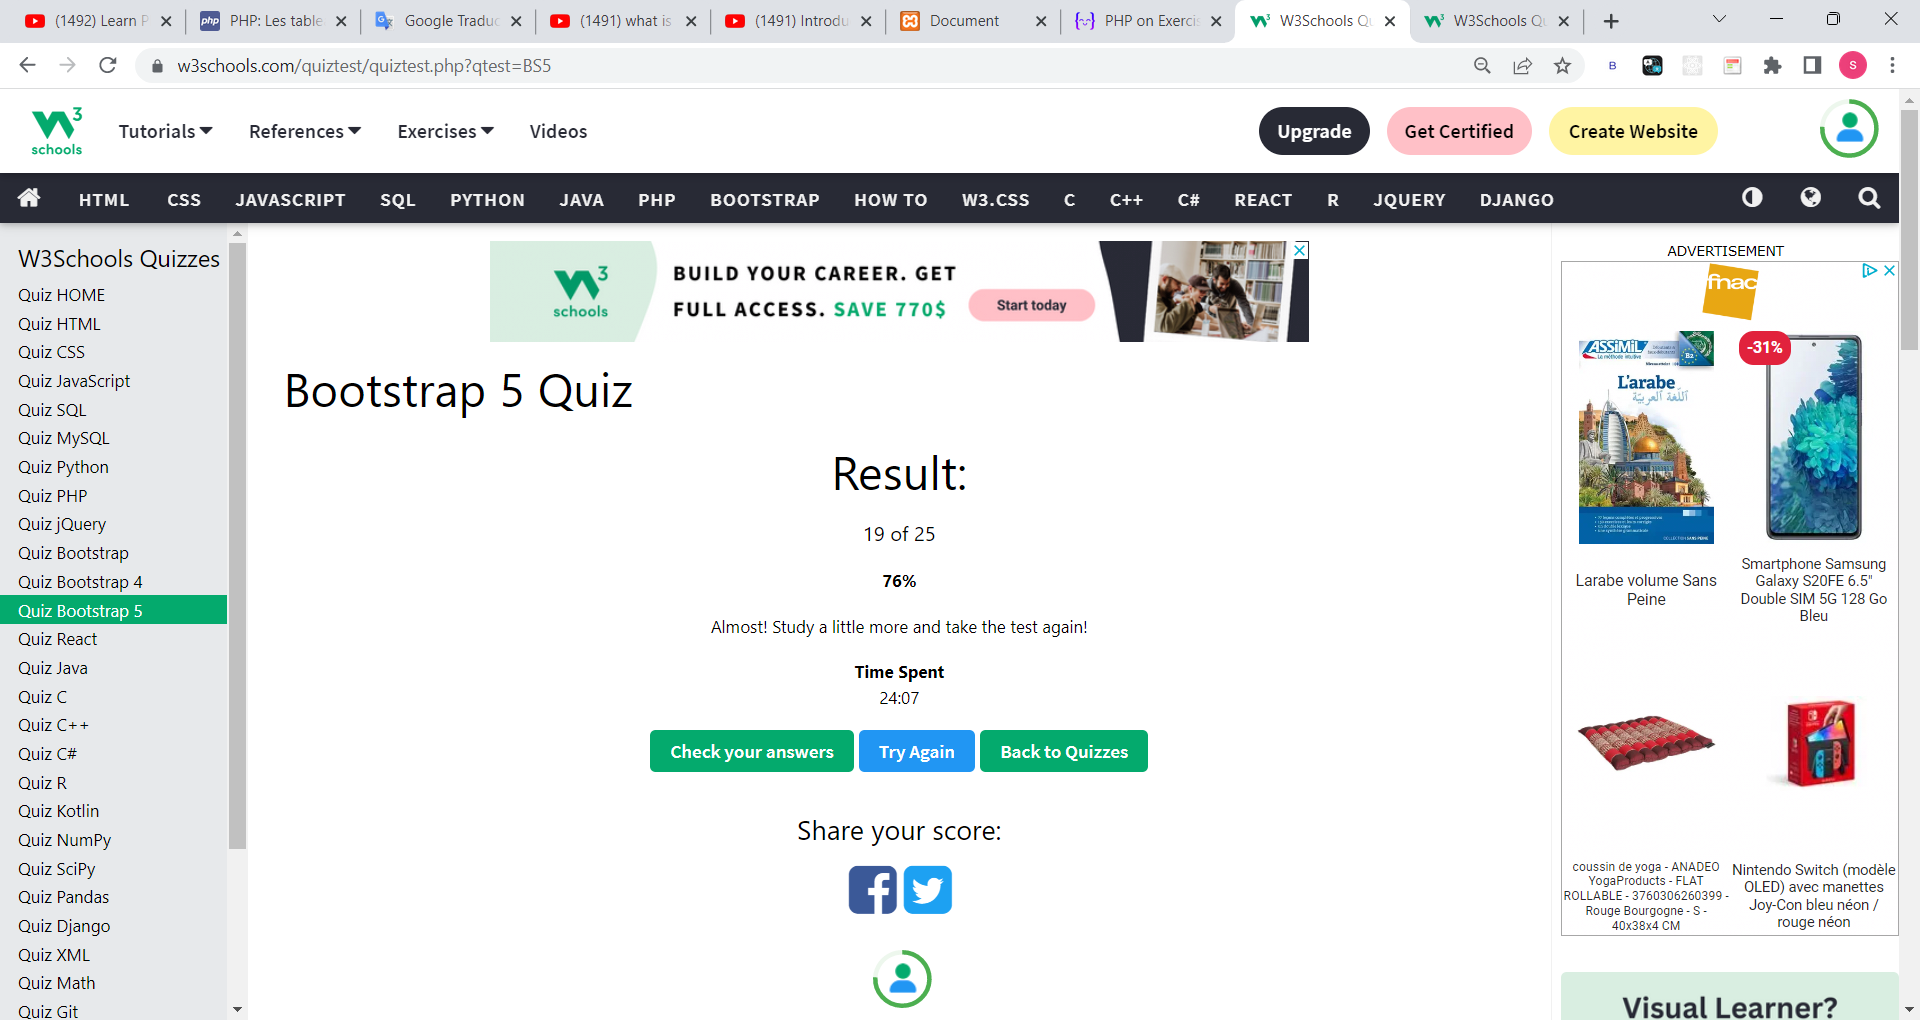 (1492) Learn P
PHP: Les table
Google Traduc
(1491) what is
(1491) Introdu
Document
PHP on Exercis
W3Schools Qu
W3Schools Qu
w3schools.com/quiztest/quiztest.php?qtest=BS5
schools
Tutorials
References
Exercises
Videos
Upgrade
Get Certified
Create Website
HTML
CSS
JAVASCRIPT
SQL
PYTHON
JAVA
PHP
BOOTSTRAP
HOW TO
W3.CSS
C
C++
C#
REACT
R
JQUERY
DJANGO
W3Schools Quizzes
Quiz HOME
Quiz HTML
Quiz CSS
Quiz JavaScript
Quiz SQL
Quiz MySQL
Quiz Python
Quiz PHP
Quiz jQuery
Quiz Bootstrap
Quiz Bootstrap 4
Quiz Bootstrap 5
Quiz React
Quiz Java
Quiz C
Quiz C++
Quiz C#
Quiz R
Quiz Kotlin
Quiz NumPy
Quiz SciPy
Quiz Pandas
Quiz Django
Quiz XML
Quiz Math
Quiz Git
schools
BUILD YOUR CAREER. GET
FULL ACCESS. SAVE 770$
Start today
Bootstrap 5 Quiz
Result:
19 of 25
76%
Almost! Study a little more and take the test again!
Time Spent
24:07
Check your answers
Try Again
Back to Quizzes
Share your score:
ADVERTISEMENT
fnac
ASSiMiL
B2
L'arabe
اللغة العربية
Larabe volume Sans
Peine
-31%
Smartphone Samsung
Galaxy S20FE 6.5"
Double SIM 5G 128 Go
Bleu
coussin de yoga - ANADEO
YogaProducts - FLAT
ROLLABLE - 3760306260399 -
Rouge Bourgogne - S -
40x38x4 CM
Nintendo Switch (modèle
OLED) avec manettes
Joy-Con bleu néon /
rouge néon
Visual Learner?